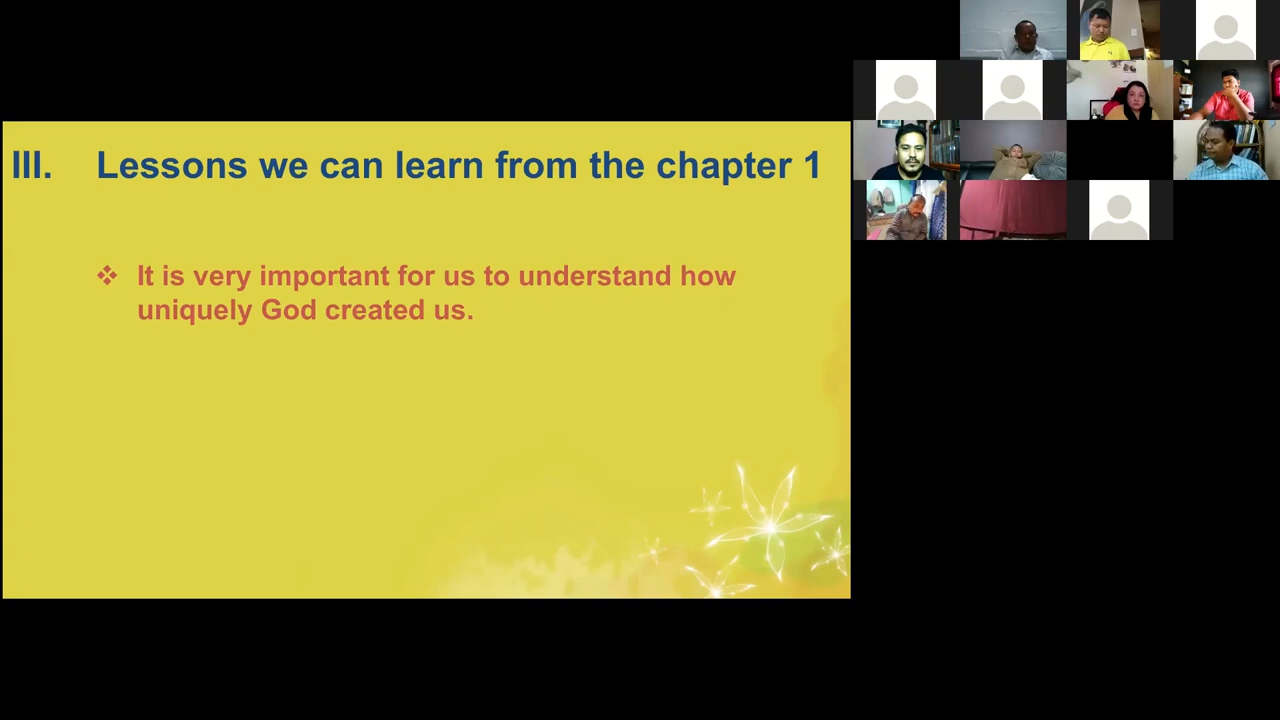 III. Lessons we can learn from the chapter 1
❖ It is very important for us to understand how
uniquely God created us.